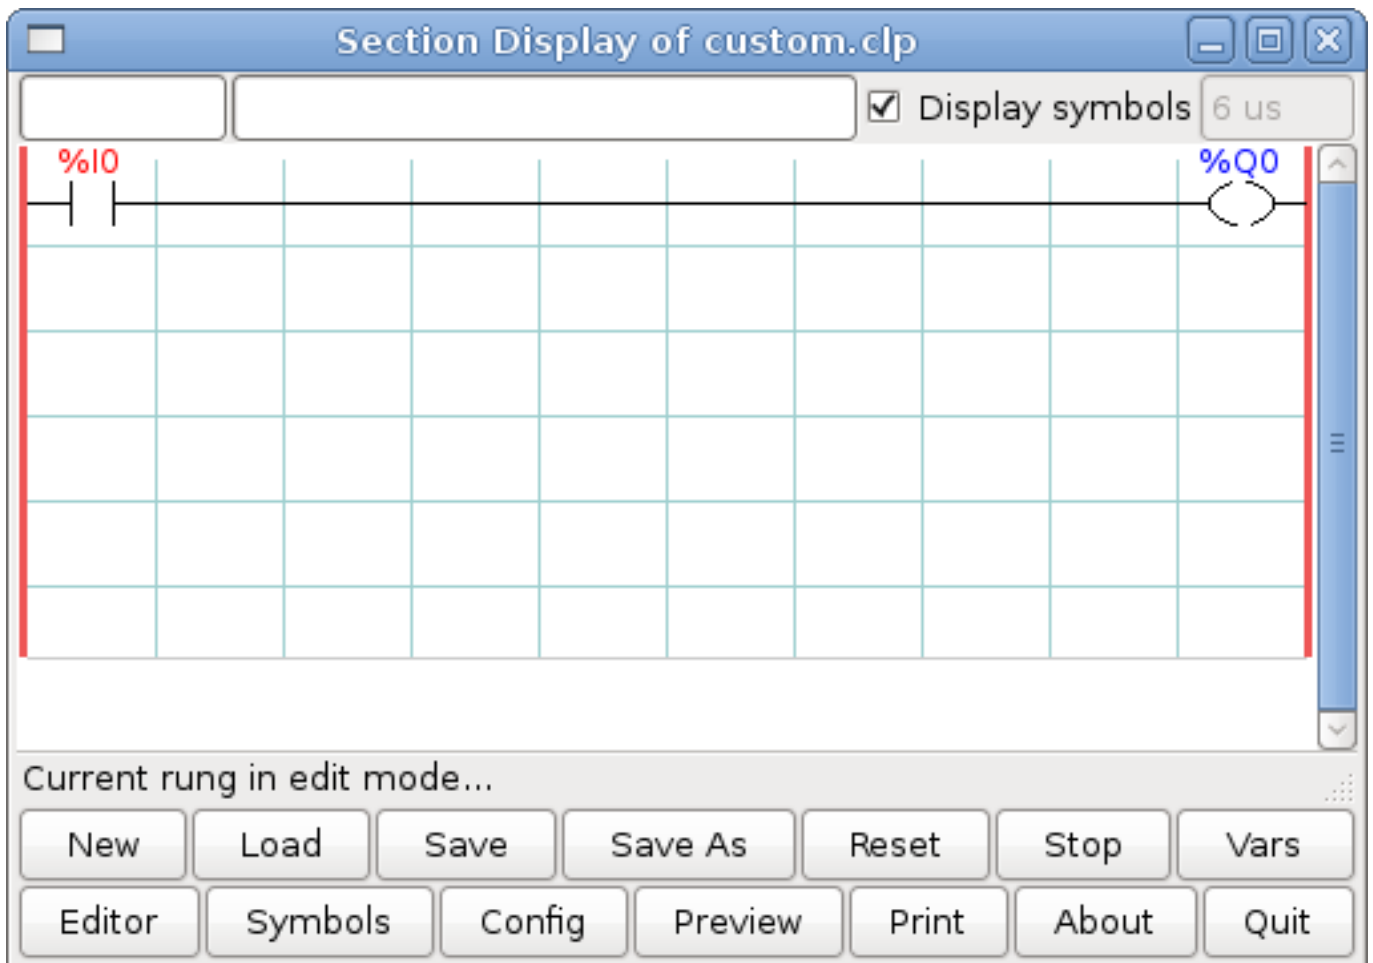 Section Display of custom.clp
Display symbols 6 us
%I0 %Q0
Current rung in edit mode...
New Load Save Save As Reset Stop Vars
Editor Symbols Config Preview Print About Quit